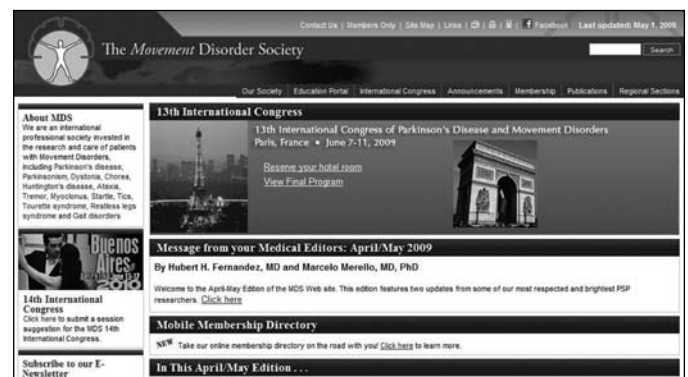 Contact Us | Members Only | Site Map | Links | | | | Facebook Last updated: May 1, 2009
The Movement Disorder Society
Search
Our Society | Education Portal | International Congress | Announcements | Membership | Publications | Regional Sections
About MDS
We are an international
professional society invested in
the research and care of patients
with Movement Disorders,
including Parkinson's disease,
Parkinsonism, Dystonia, Chorea,
Huntington's disease, Ataxia,
Tremor, Myoclonus, Startle, Tics,
Tourette syndrome, Restless legs
syndrome and Gait disorders
Buenos
Aires
2010
14th International
Congress
Click here to submit a session
suggestion for the MDS 14th
International Congress.
Subscribe to our E-
Newsletter
13th International Congress
13th International Congress of Parkinson's Disease and Movement Disorders
Paris, France • June 7-11, 2009
Reserve your hotel room
View Final Program
Message from your Medical Editors: April/May 2009
By Hubert H. Fernandez, MD and Marcelo Merello, MD, PhD
Welcome to the April-May Edition of the MDS Web site. This edition features two updates from some of our most respected and brightest PSP
researchers. Click here
Mobile Membership Directory
NEW Take our online membership directory on the road with you! Click here to learn more.
In This April/May Edition . . .